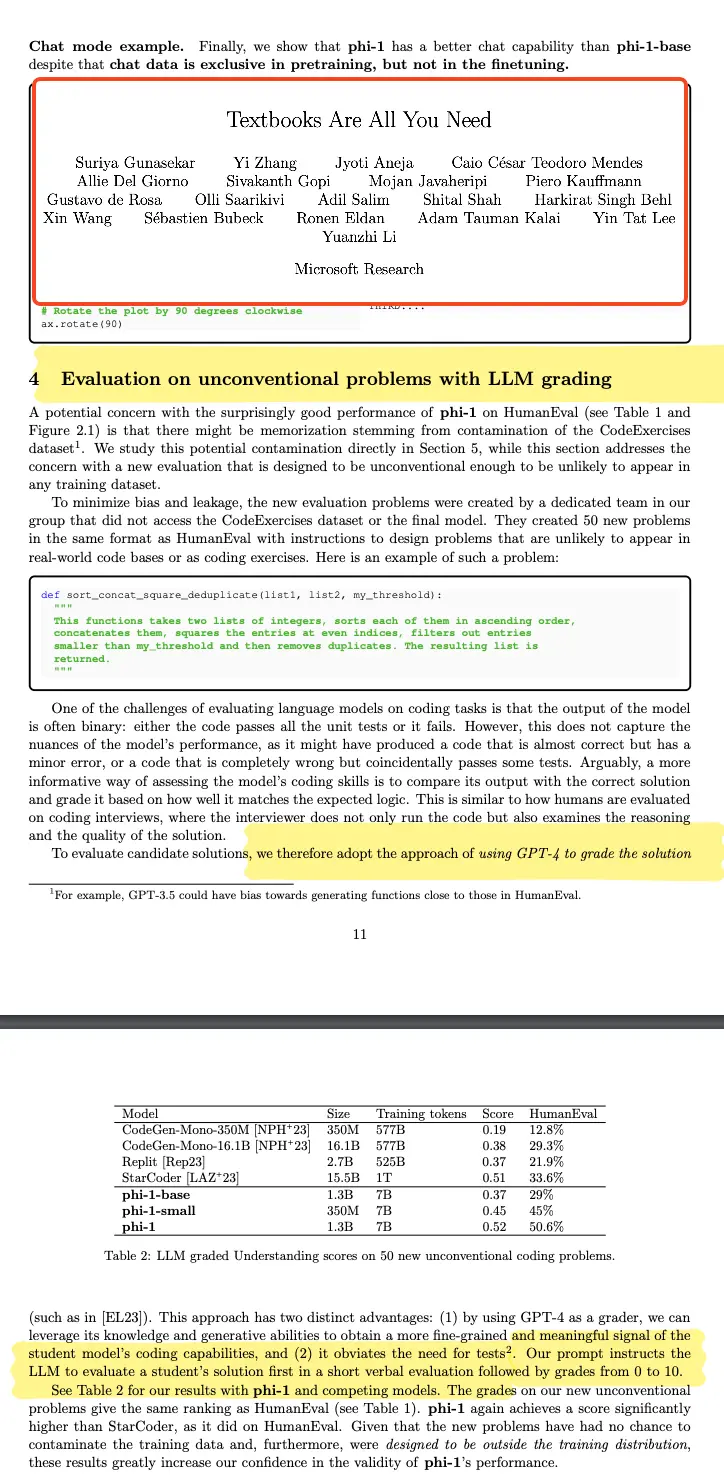 Chat mode example. Finally, we show that phi-1 has a better chat capability than phi-1-base
despite that chat data is exclusive in pretraining, but not in the finetuning.
Textbooks Are All You Need
Suriya Gunasekar Yi Zhang Jyoti Aneja Caio César Teodoro Mendes
Allie Del Giorno Sivakanth Gopi Mojan Javaheripi Piero Kauffmann
Gustavo de Rosa Olli Saarikivi Adil Salim Shital Shah Harkirat Singh Behl
Xin Wang Sébastien Bubeck Ronen Eldan Adam Tauman Kalai Yin Tat Lee
Yuanzhi Li
Microsoft Research
# Rotate the plot by 90 degrees clockwise
ax.rotate(90)
4 Evaluation on unconventional problems with LLM grading
A potential concern with the surprisingly good performance of phi-1 on HumanEval (see Table 1 and
Figure 2.1) is that there might be memorization stemming from contamination of the CodeExercises
dataset1. We study this potential contamination directly in Section 5, while this section addresses the
concern with a new evaluation that is designed to be unconventional enough to be unlikely to appear in
any training dataset.
To minimize bias and leakage, the new evaluation problems were created by a dedicated team in our
group that did not access the CodeExercises dataset or the final model. They created 50 new problems
in the same format as HumanEval with instructions to design problems that are unlikely to appear in
real-world code bases or as coding exercises. Here is an example of such a problem:
def sort_concat_square_deduplicate(list1, list2, my_threshold):
"""
This functions takes two lists of integers, sorts each of them in ascending order,
concatenates them, squares the entries at even indices, filters out entries
smaller than my_threshold and then removes duplicates. The resulting list is
returned.
"""
One of the challenges of evaluating language models on coding tasks is that the output of the model
is often binary: either the code passes all the unit tests or it fails. However, this does not capture the
nuances of the model's performance, as it might have produced a code that is almost correct but has a
minor error, or a code that is completely wrong but coincidentally passes some tests. Arguably, a more
informative way of assessing the model's coding skills is to compare its output with the correct solution
and grade it based on how well it matches the expected logic. This is similar to how humans are evaluated
on coding interviews, where the interviewer does not only run the code but also examines the reasoning
and the quality of the solution.
To evaluate candidate solutions, we therefore adopt the approach of using GPT-4 to grade the solution
1For example, GPT-3.5 could have bias towards generating functions close to those in HumanEval.
11
Model Size Training tokens Score HumanEval
CodeGen-Mono-350M [NPH+23] 350M 577B 0.19 12.8%
CodeGen-Mono-16.1B [NPH+23] 16.1B 577B 0.38 29.3%
Replit [Rep23] 2.7B 525B 0.37 21.9%
StarCoder [LAZ+23] 15.5B 1T 0.51 33.6%
phi-1-base 1.3B 7B 0.37 29%
phi-1-small 350M 7B 0.45 45%
phi-1 1.3B 7B 0.52 50.6%
Table 2: LLM graded Understanding scores on 50 new unconventional coding problems.
(such as in [EL23]). This approach has two distinct advantages: (1) by using GPT-4 as a grader, we can
leverage its knowledge and generative abilities to obtain a more fine-grained and meaningful signal of the
student model's coding capabilities, and (2) it obviates the need for tests2. Our prompt instructs the
LLM to evaluate a student's solution first in a short verbal evaluation followed by grades from 0 to 10.
See Table 2 for our results with phi-1 and competing models. The grades on our new unconventional
problems give the same ranking as HumanEval (see Table 1). phi-1 again achieves a score significantly
higher than StarCoder, as it did on HumanEval. Given that the new problems have had no chance to
contaminate the training data and, furthermore, were designed to be outside the training distribution,
these results greatly increase our confidence in the validity of phi-1's performance.